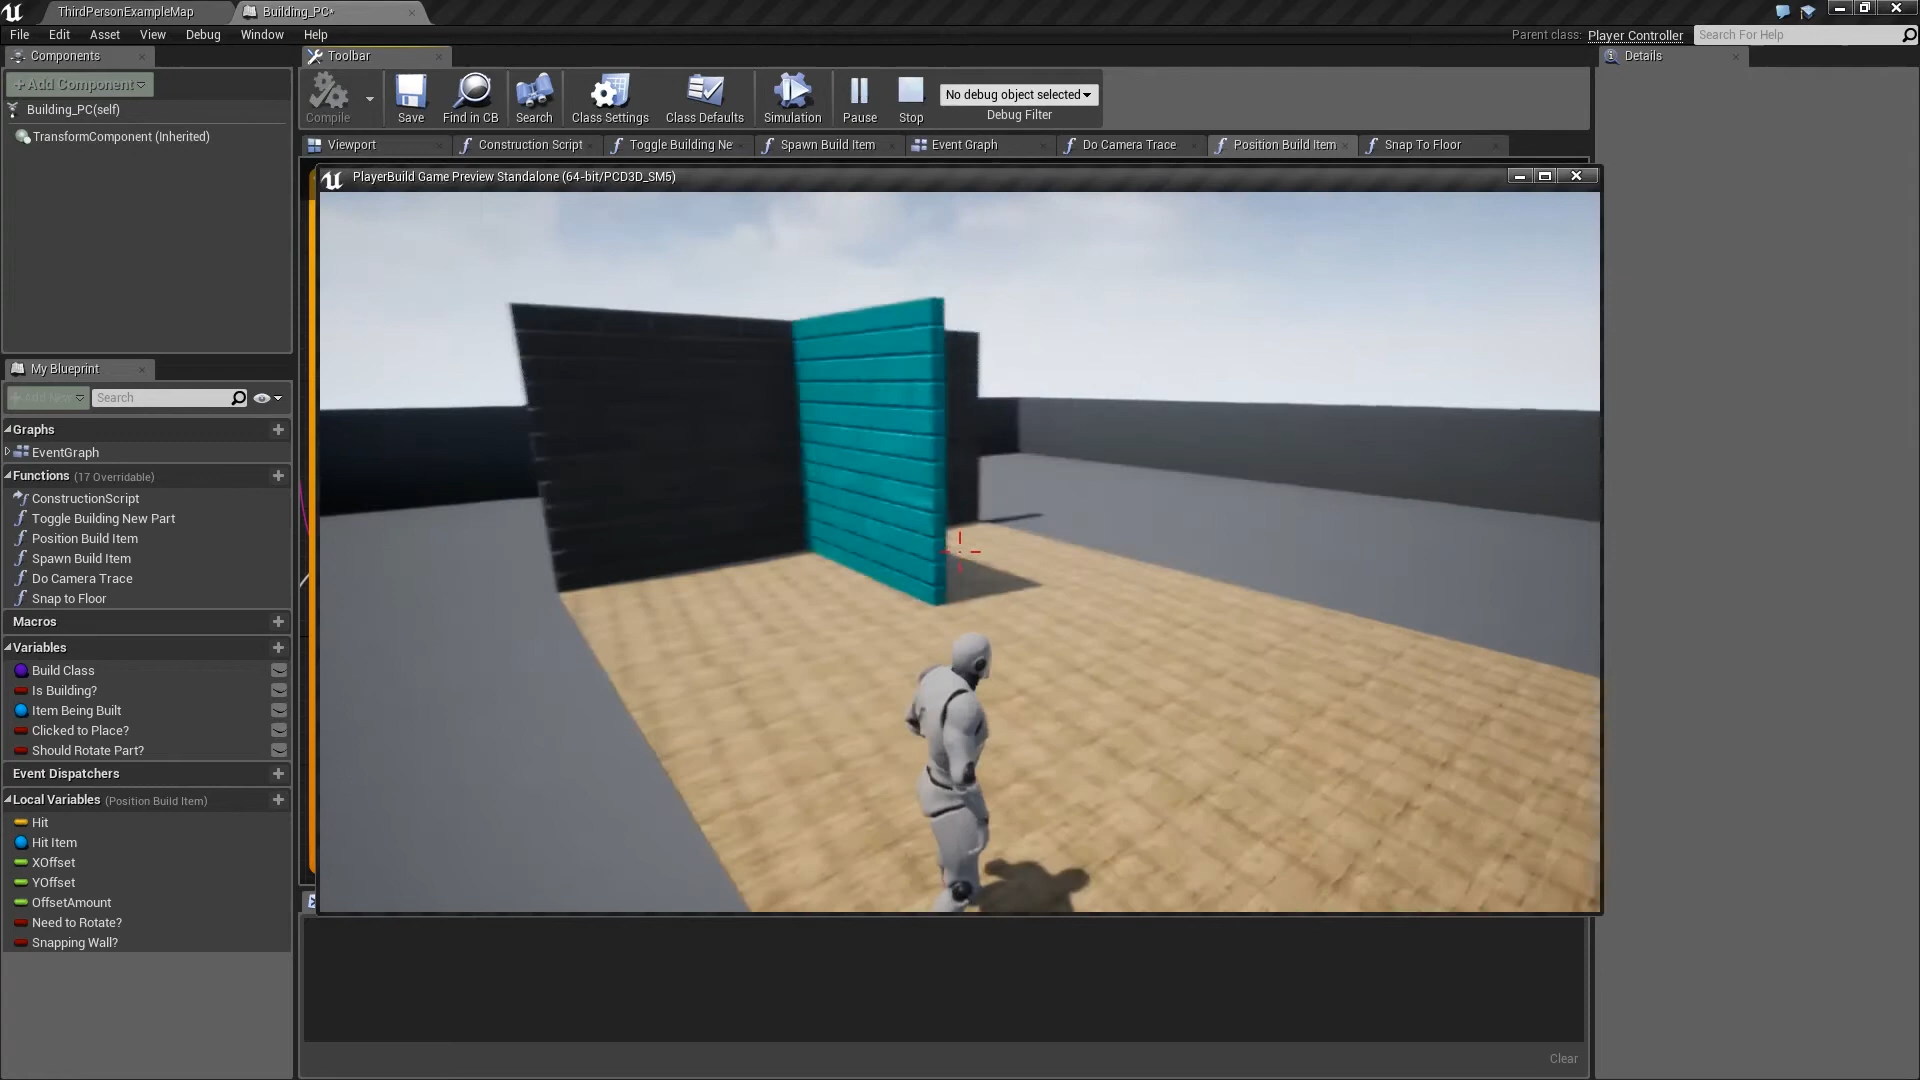 ThirdPersonExampleMap
Building_PC*
File Edit Asset View Debug Window Help
Parent class: Player Controller
Search For Help
Components
Toolbar
Details
+Add Component
Building_PC(self)
TransformComponent (Inherited)
Compile
Save
Find in CB
Search
Class Settings
Class Defaults
Simulation
Pause
Stop
No debug object selected
Debug Filter
Viewport
Construction Script
Toggle Building Ne
Spawn Build Item
Event Graph
Do Camera Trace
Position Build Item
Snap To Floor
PlayerBuild Game Preview Standalone (64-bit/PCD3D_SM5)
My Blueprint
+Add New
Search
Graphs
EventGraph
Functions (17 Overridable)
ConstructionScript
Toggle Building New Part
Position Build Item
Spawn Build Item
Do Camera Trace
Snap to Floor
Macros
Variables
Build Class
Is Building?
Item Being Built
Clicked to Place?
Should Rotate Part?
Event Dispatchers
Local Variables (Position Build Item)
Hit
Hit Item
XOffset
YOffset
OffsetAmount
Need to Rotate?
Snapping Wall?
Clear